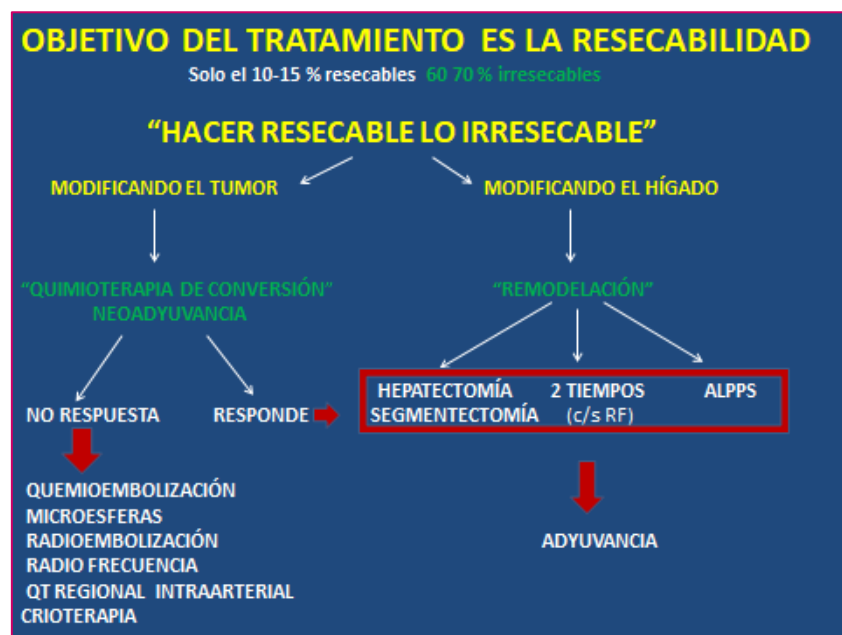 OBJETIVO DEL TRATAMIENTO ES LA RESECABILIDAD
Solo el 10-15 % resecables 60 70 % irresecables
“HACER RESECABLE LO IRRESECABLE”
MODIFICANDO EL TUMOR
MODIFICANDO EL HÍGADO
“QUIMIOTERAPIA DE CONVERSIÓN”
NEOADYUVANCIA
“REMODELACIÓN”
NO RESPUESTA
RESPONDE
HEPATECTOMÍA
SEGMENTECTOMÍA
2 TIEMPOS
(c/s RF)
ALPPS
QUEMIOEMBOLIZACIÓN
MICROESFERAS
RADIOEMBOLIZACIÓN
RADIO FRECUENCIA
QT REGIONAL INTRAARTERIAL
CRIOTERAPIA
ADYUVANCIA